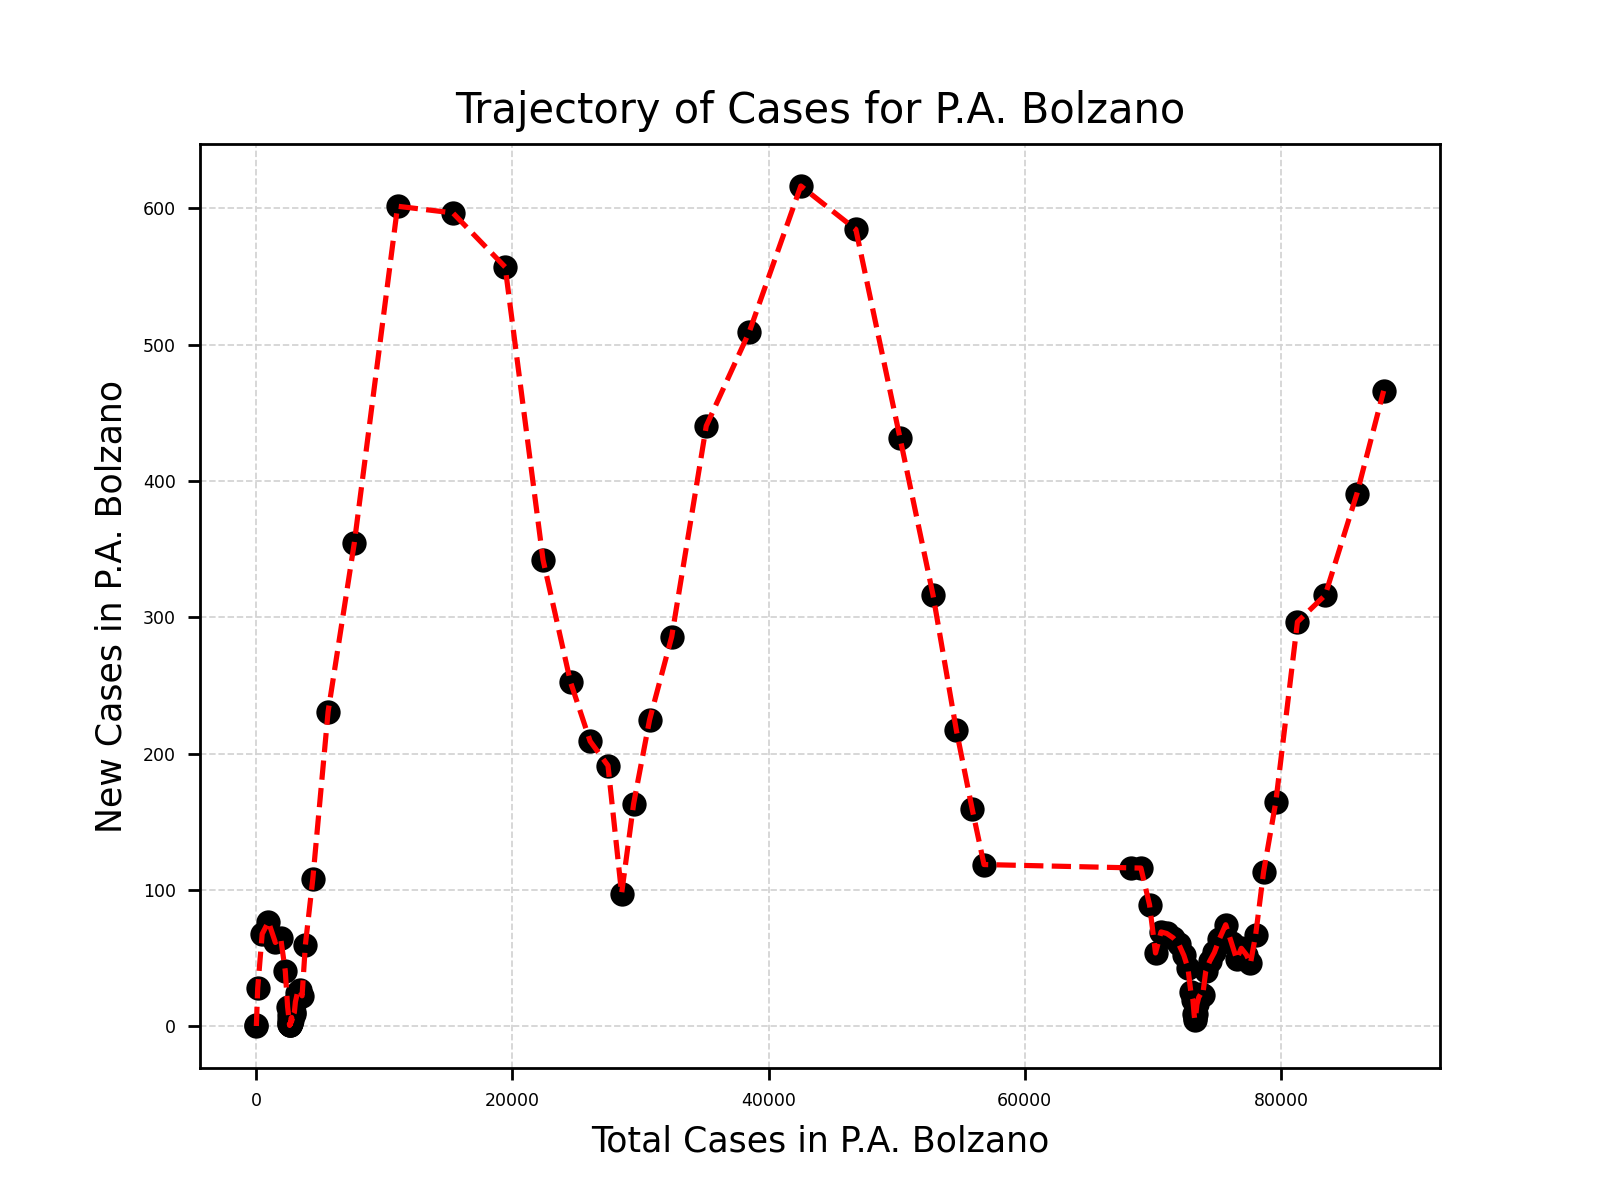 Trajectory of Cases for P.A. Bolzano
New Cases in P.A. Bolzano
600
500
400
300
200
100
0
0 20000 40000 60000 80000
Total Cases in P.A. Bolzano